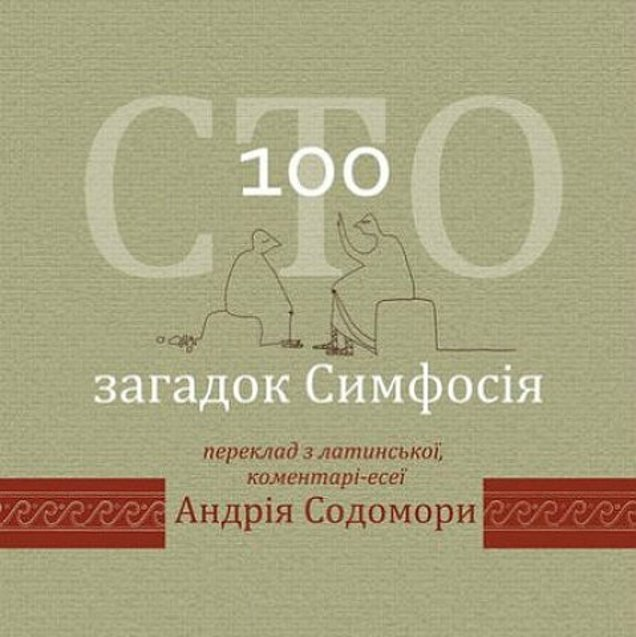 СТО
100
загадок Симфосія
переклад з латинської,
коментарі-есеї
Андрія Содомори